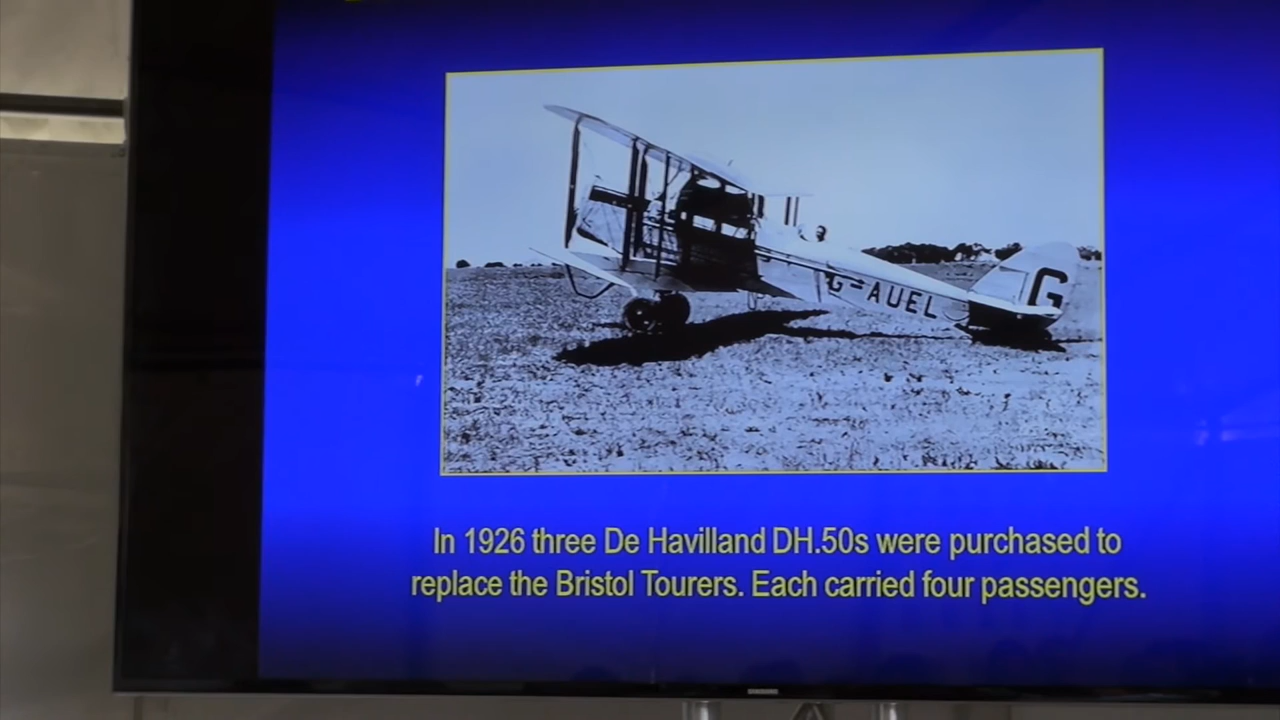 G-AUEL
G
In 1926 three De Havilland DH.50s were purchased to
replace the Bristol Tourers. Each carried four passengers.
SAMSUNG